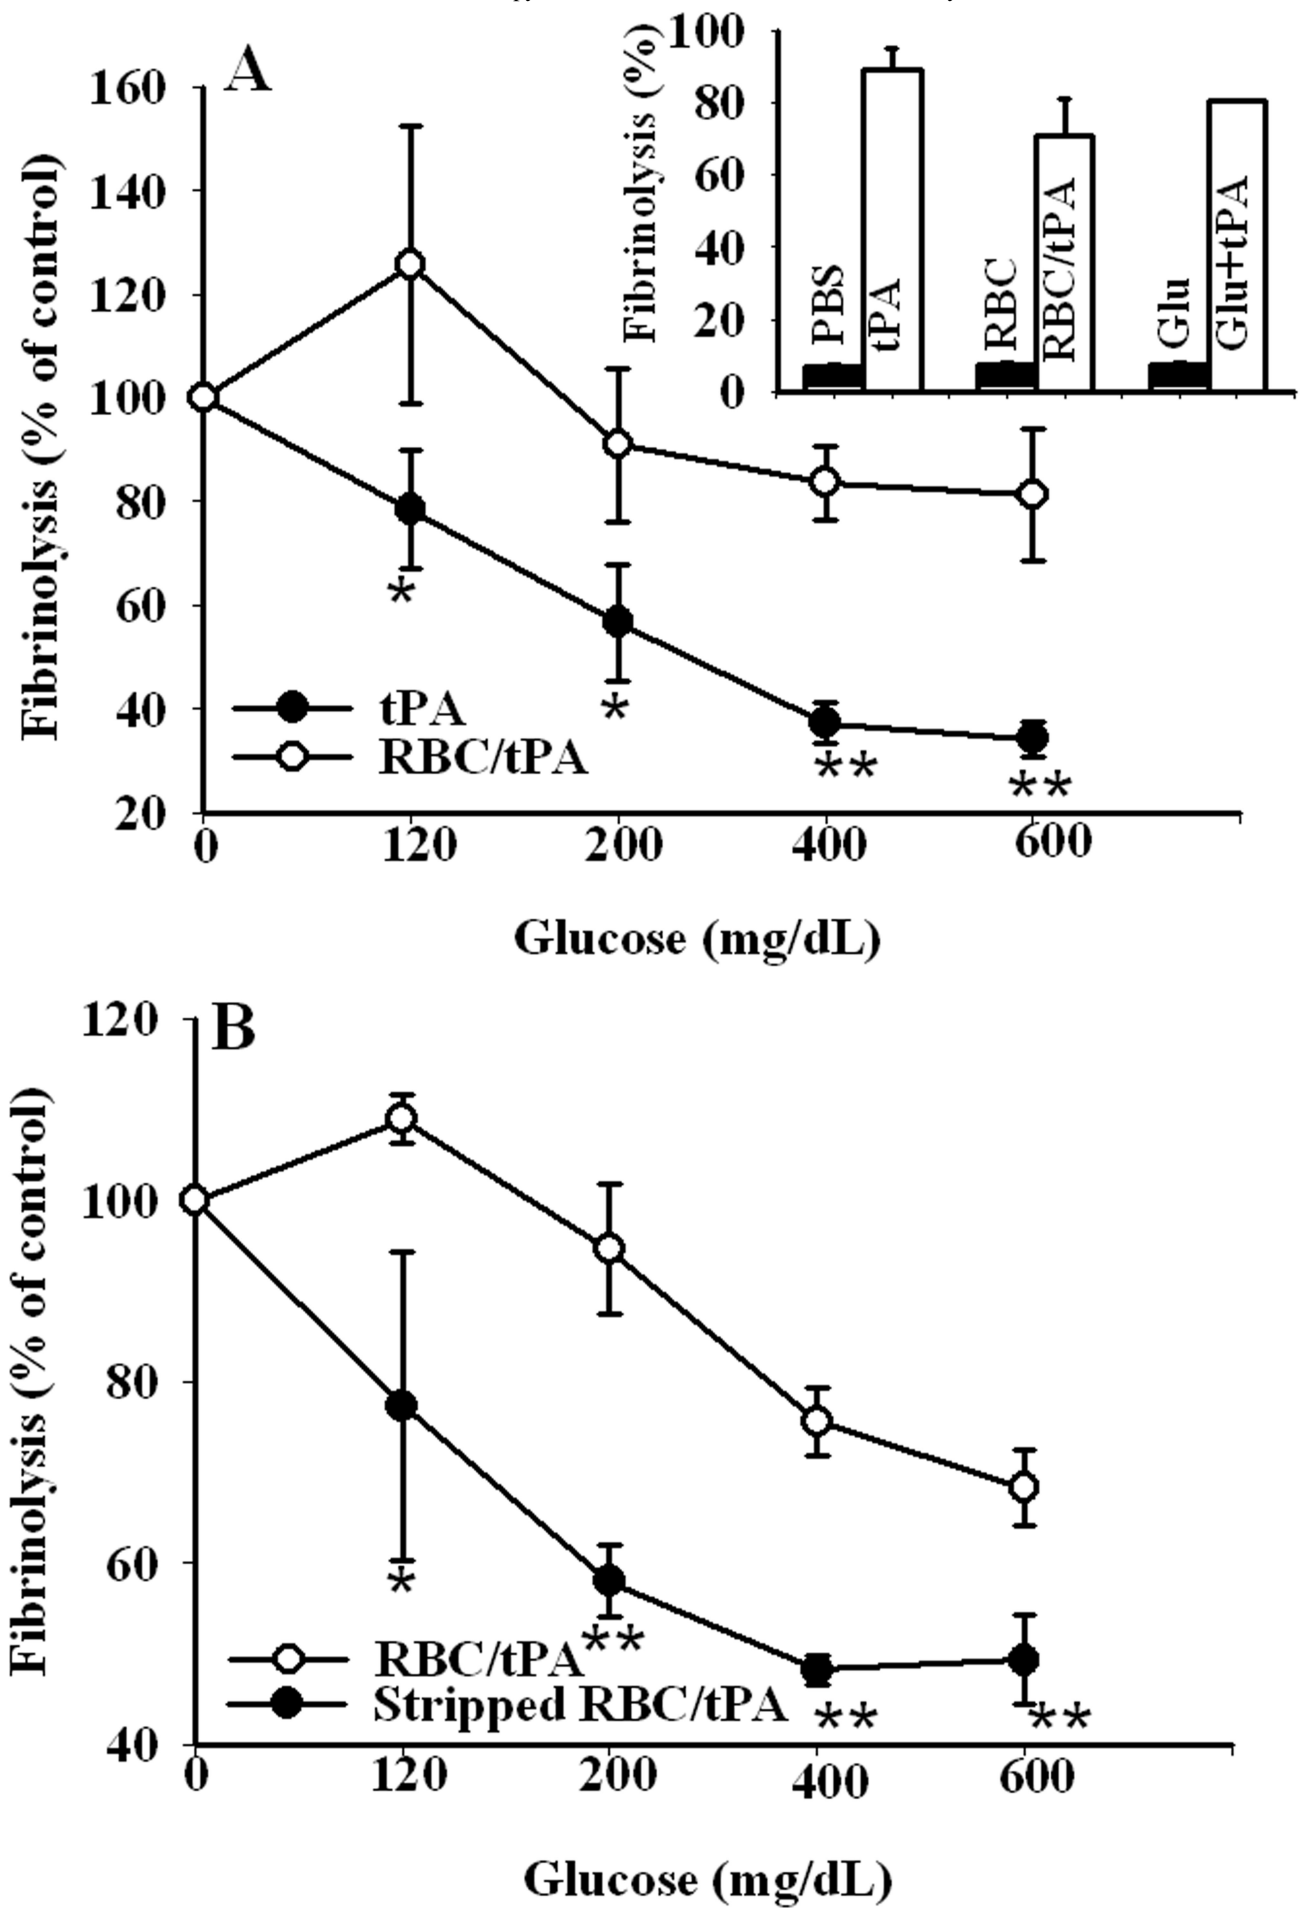 A
Fibrinolysis (% of control)
160
140
120
100
80
60
40
20
tPA
RBC/tPA
*
*
**
**
0 120 200 400 600
Glucose (mg/dL)
Fibrinolysis (%)
100
80
60
40
20
0
PBS
tPA
RBC
RBC/tPA
Glu
Glu+tPA
B
Fibrinolysis (% of control)
120
100
80
60
40
*
**
**
**
RBC/tPA
Stripped RBC/tPA
0 120 200 400 600
Glucose (mg/dL)